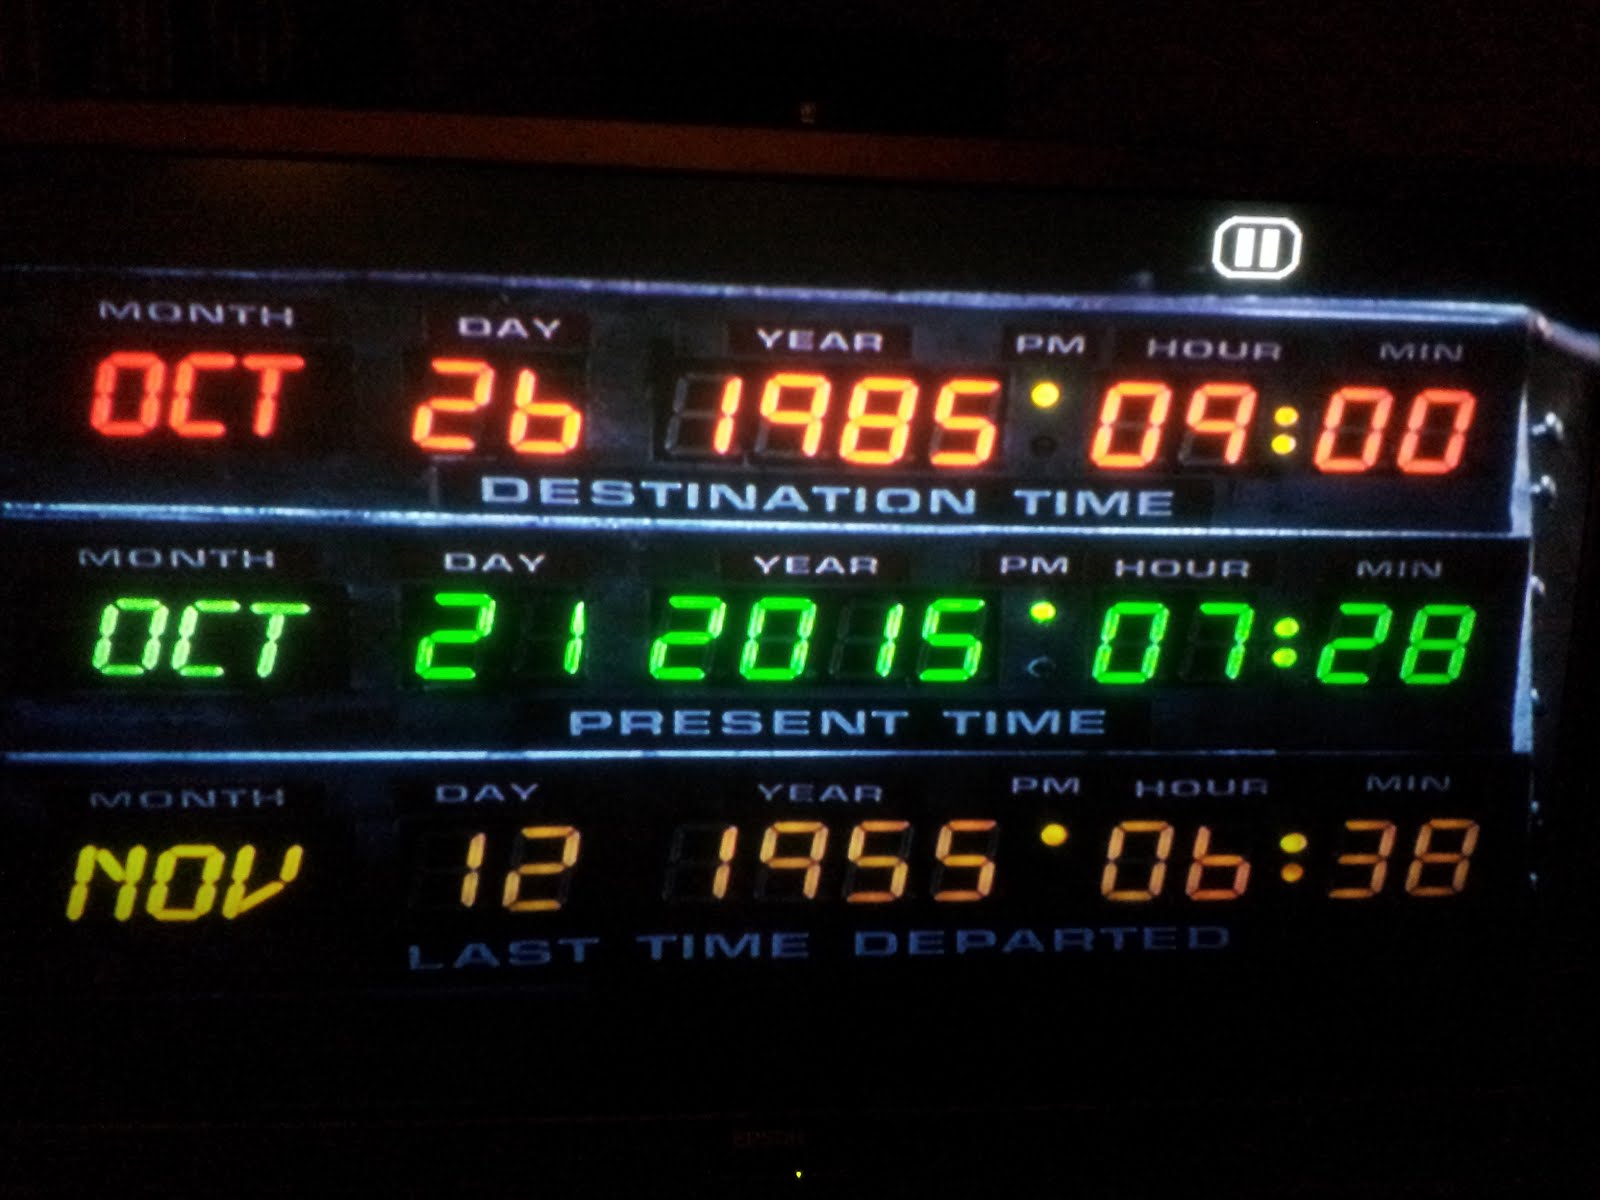 MONTH DAY YEAR PM HOUR MIN
OCT 26 1985 09:00
DESTINATION TIME
MONTH DAY YEAR PM HOUR MIN
OCT 21 2015 07:28
PRESENT TIME
MONTH DAY YEAR PM HOUR MIN
NOV 12 1955 06:38
LAST TIME DEPARTED
EPSON